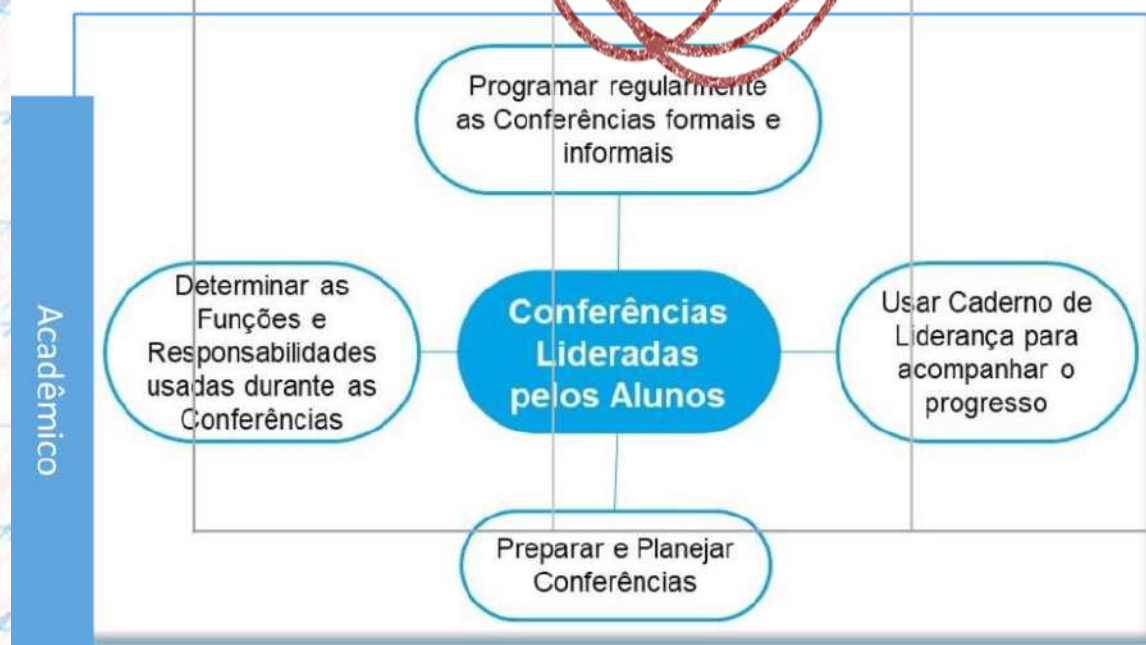 Acadêmico
Programar regularmente
as Conferências formais e
informais
Determinar as
Funções e
Responsabilidades
usadas durante as
Conferências
Conferências
Lideradas
pelos Alunos
Usar Caderno de
Liderança para
acompanhar o
progresso
Preparar e Planejar
Conferências